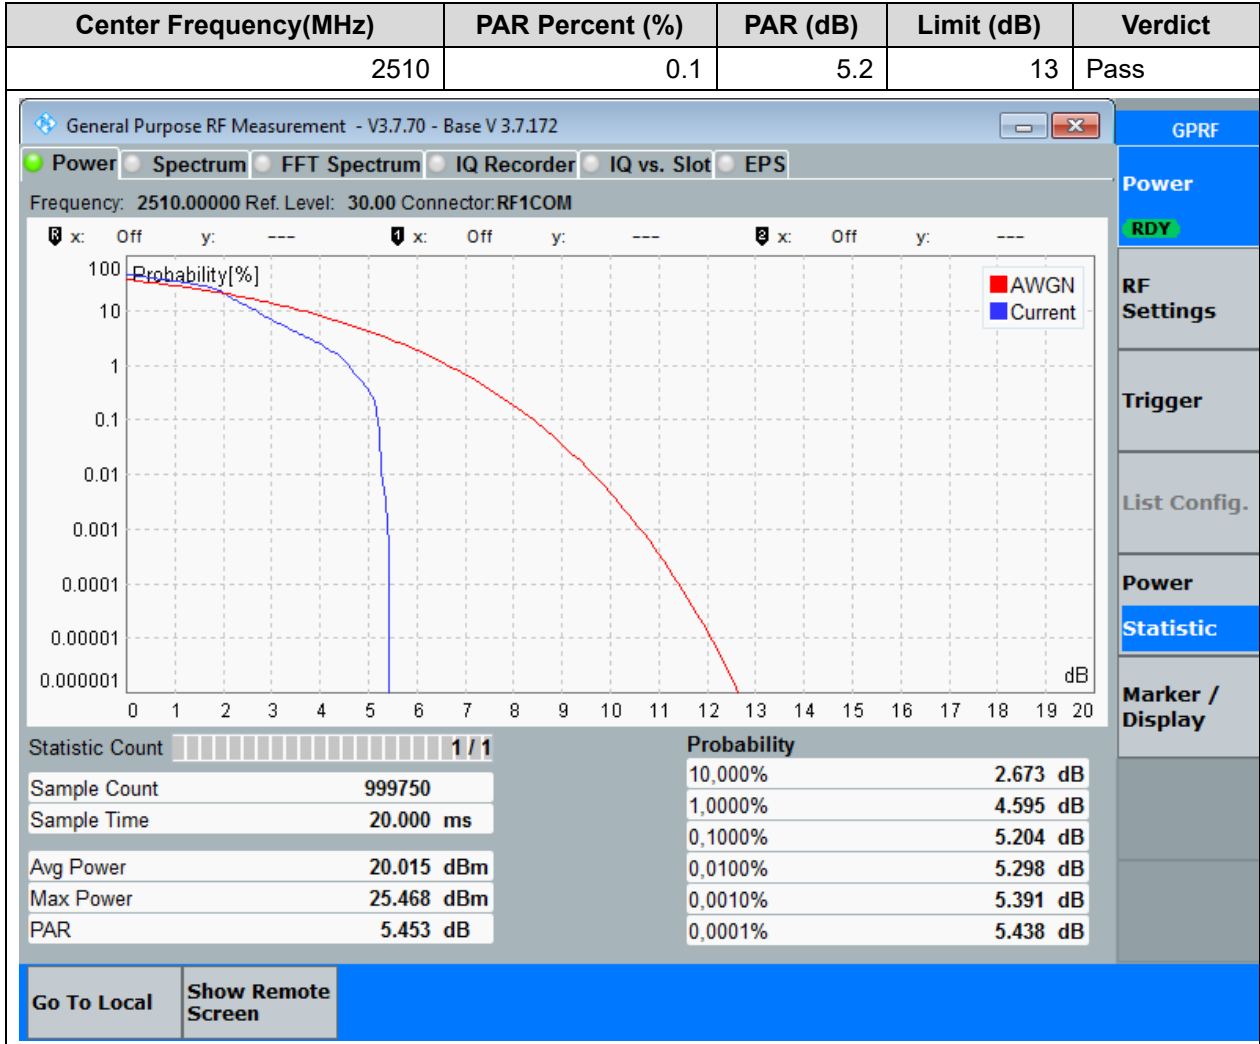 Center Frequency(MHz) PAR Percent (%) PAR (dB) Limit (dB) Verdict
2510 0.1 5.2 13 Pass
General Purpose RF Measurement - V3.7.70 - Base V 3.7.172
GPRF
Power Spectrum FFT Spectrum IQ Recorder IQ vs. Slot EPS
Power
RDY
Frequency: 2510.00000 Ref. Level: 30.00 Connector:RF1COM
R x: Off y: --- 1 x: Off y: --- 2 x: Off y: ---
Probability[%]
AWGN
Current
100
10
1
0.1
0.01
0.001
0.0001
0.00001
0.000001
dB
0 1 2 3 4 5 6 7 8 9 10 11 12 13 14 15 16 17 18 19 20
RF
Settings
Trigger
List Config.
Power
Statistic
Marker /
Display
Statistic Count 1 / 1
Sample Count 999750
Sample Time 20.000 ms
Avg Power 20.015 dBm
Max Power 25.468 dBm
PAR 5.453 dB
Probability
10,000% 2.673 dB
1,0000% 4.595 dB
0,1000% 5.204 dB
0,0100% 5.298 dB
0,0010% 5.391 dB
0,0001% 5.438 dB
Go To Local
Show Remote
Screen